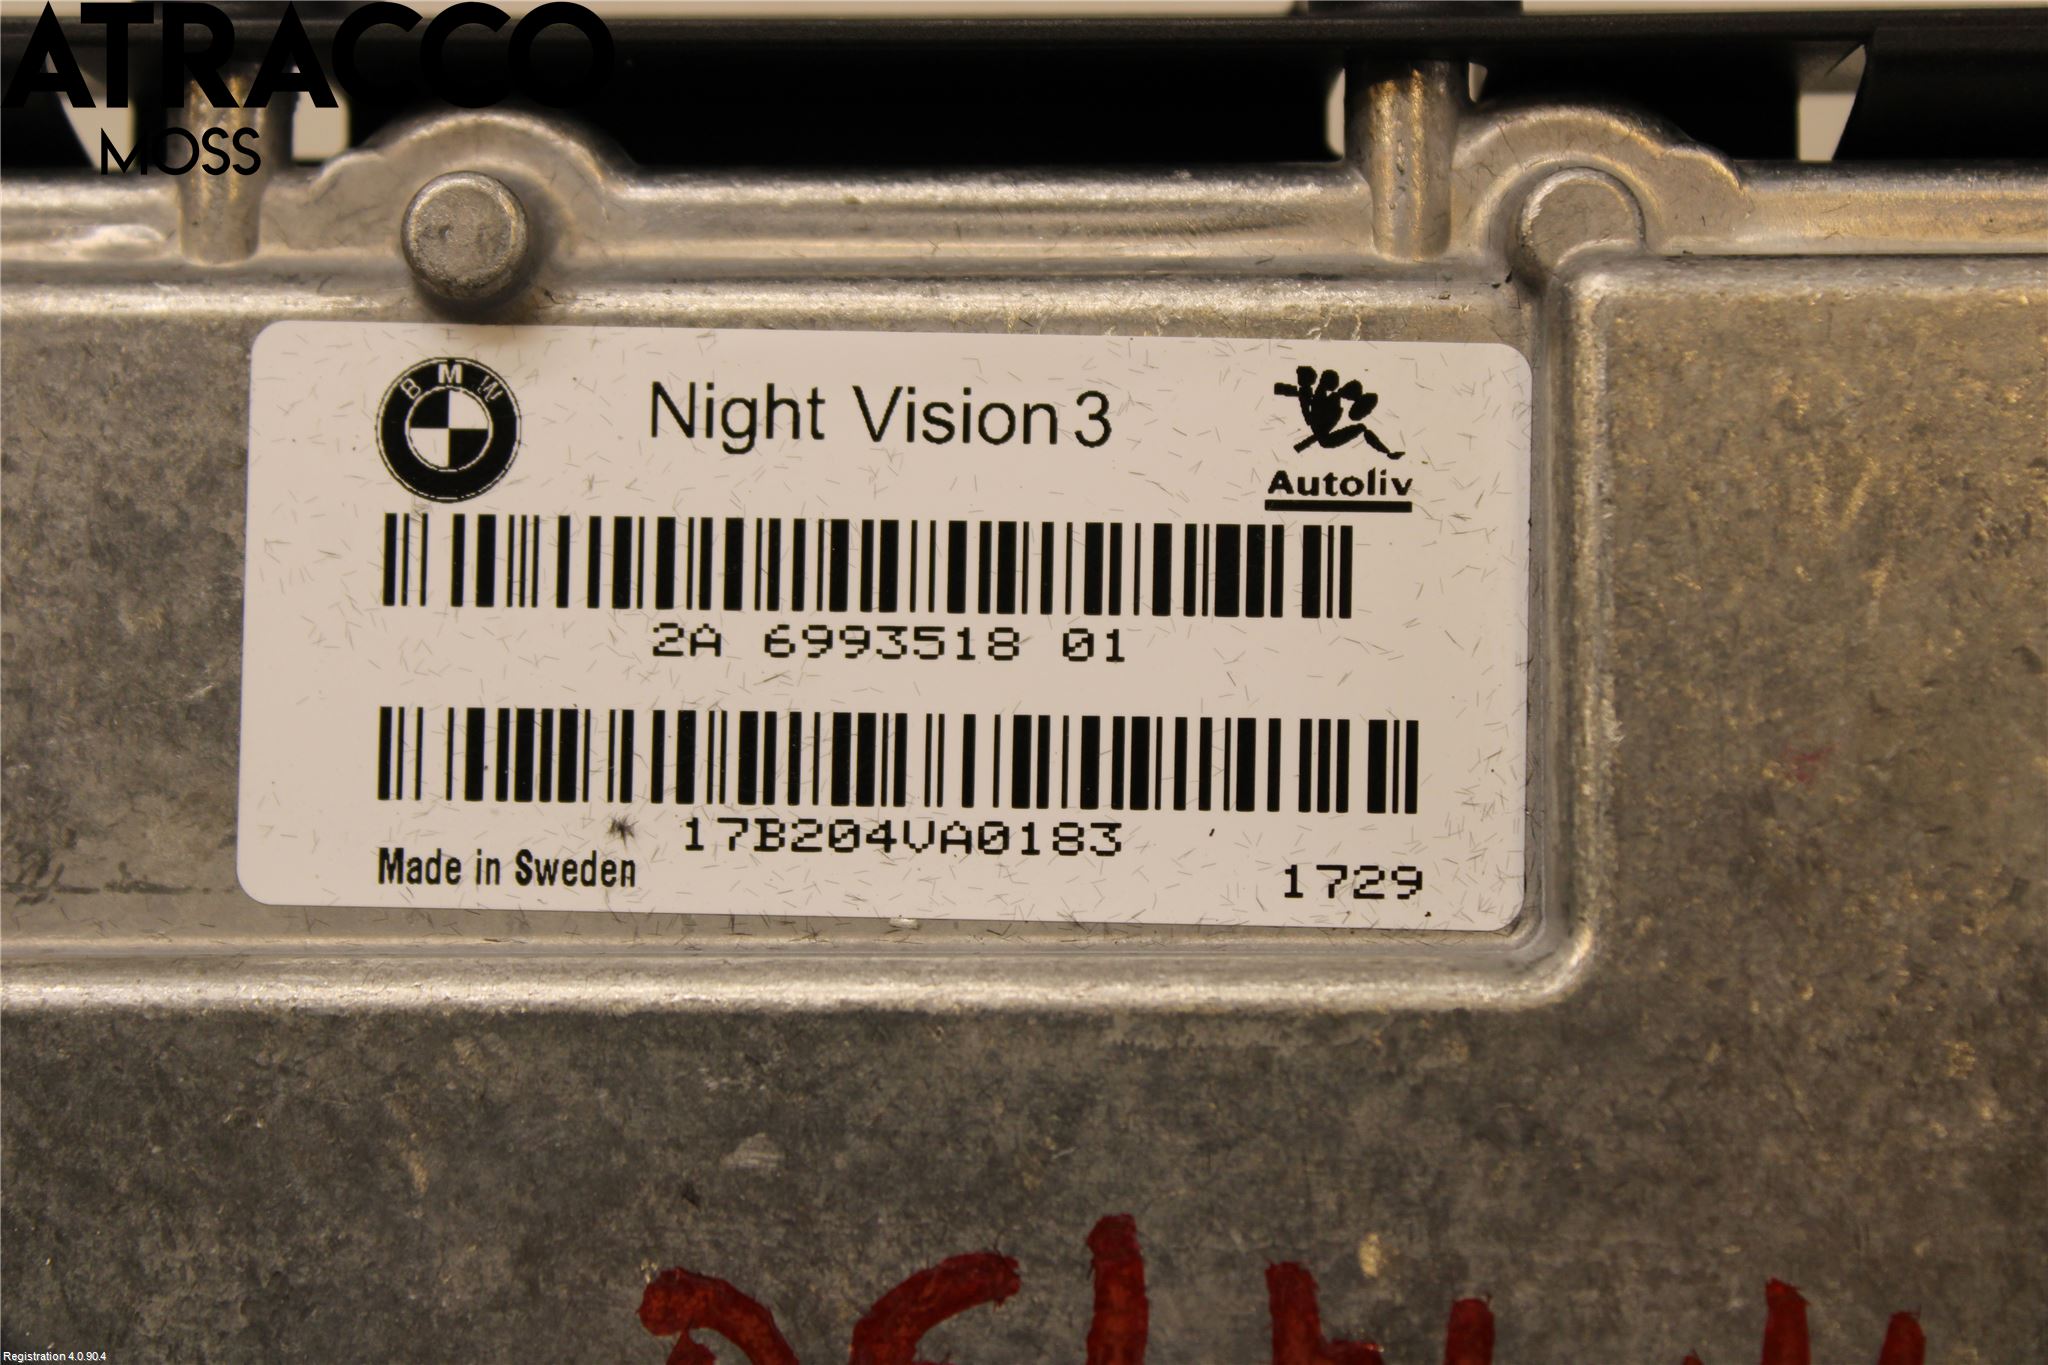 ATRACCO
MOSS
BMW
Night Vision 3
Autoliv
2A 6993518 01
17B204VA0183
Made in Sweden
1729
Registration 4.0.90.4